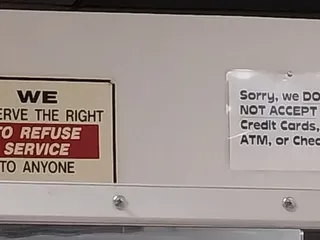 WE
ERVE THE RIGHT
TO REFUSE
SERVICE
TO ANYONE
Sorry, we DO
NOT ACCEPT
Credit Cards,
ATM, or Chec